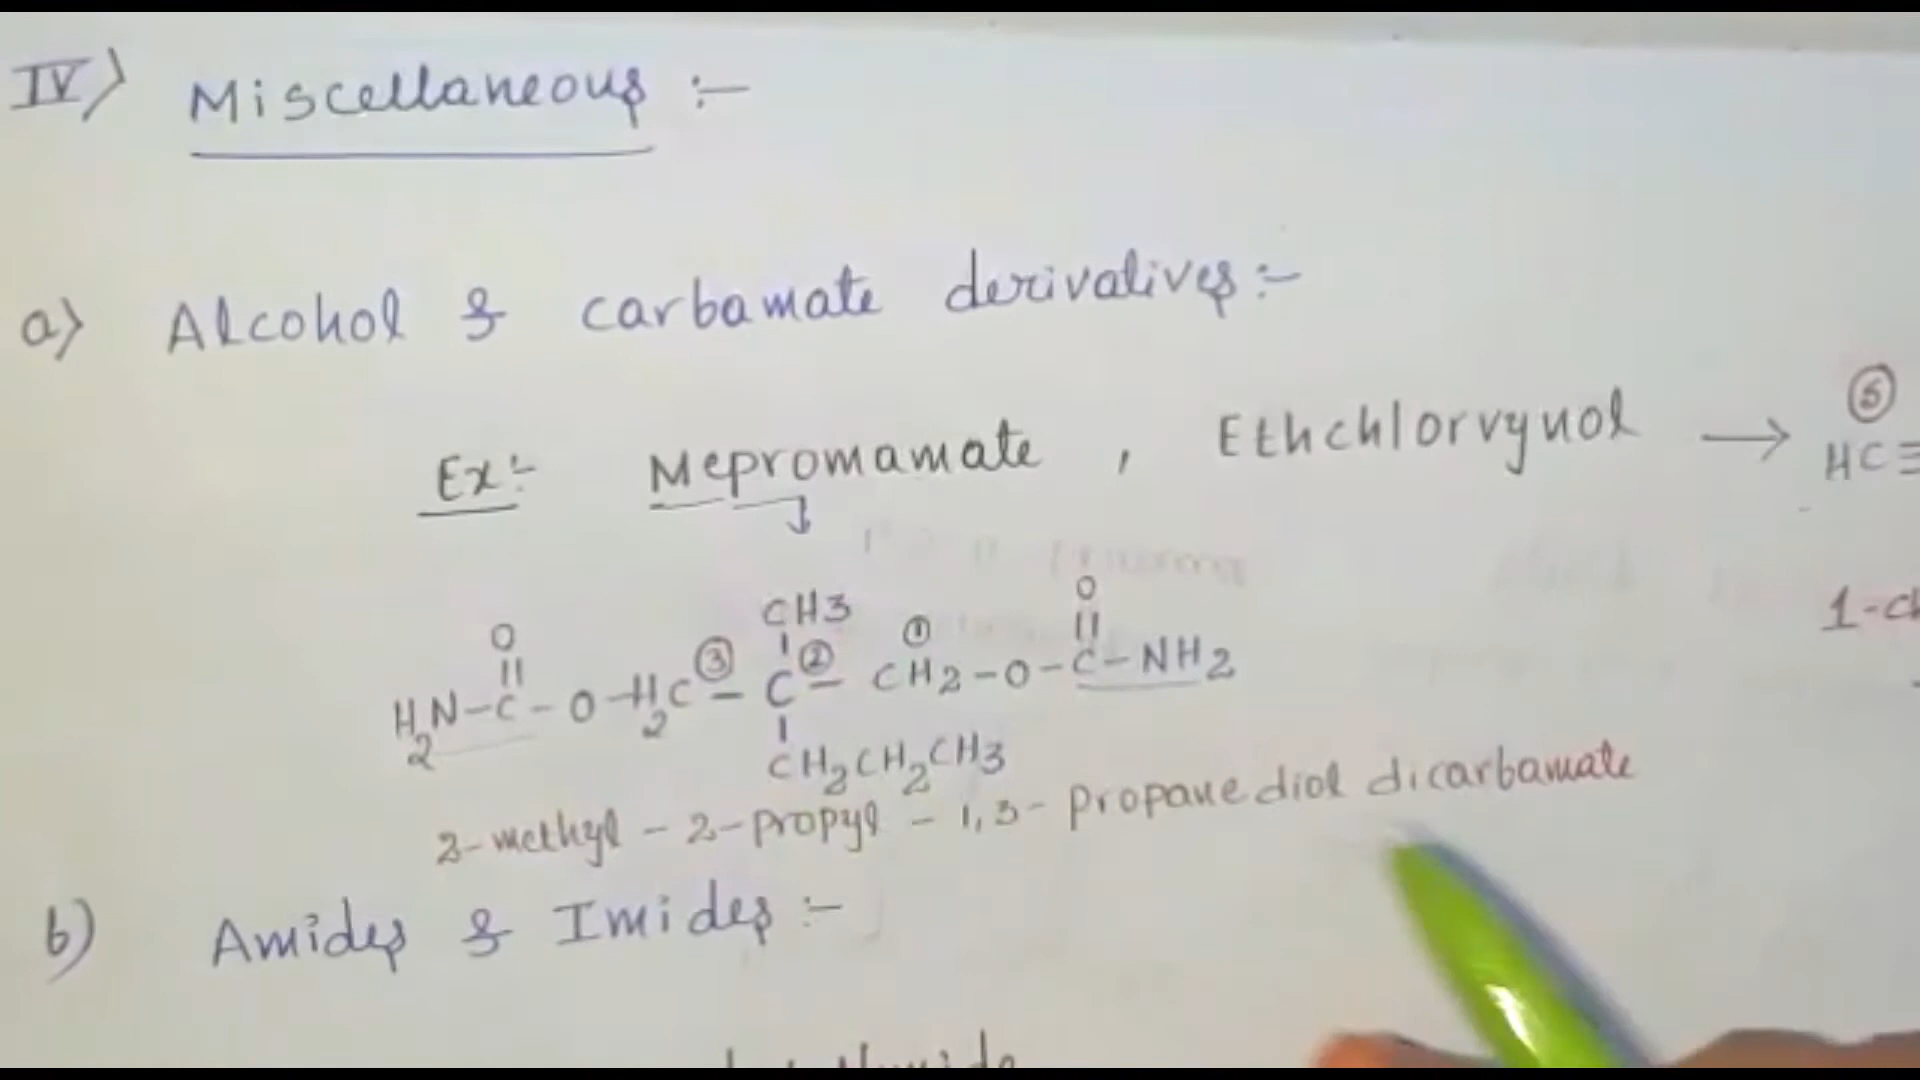 IV) Miscellaneous :-
a) Alcohol & carbamate derivatives :-
Ex:- Mepromamate , Ethchlorvynol → ⑤
HC≡
1-ch
CH3
O ③ ② ① O
H2N-C-O-H2C-C-CH2-O-C-NH2
CH2CH2CH3
2-methyl-2-propyl-1,3-propanediol dicarbamate
b) Amides & Imides :-